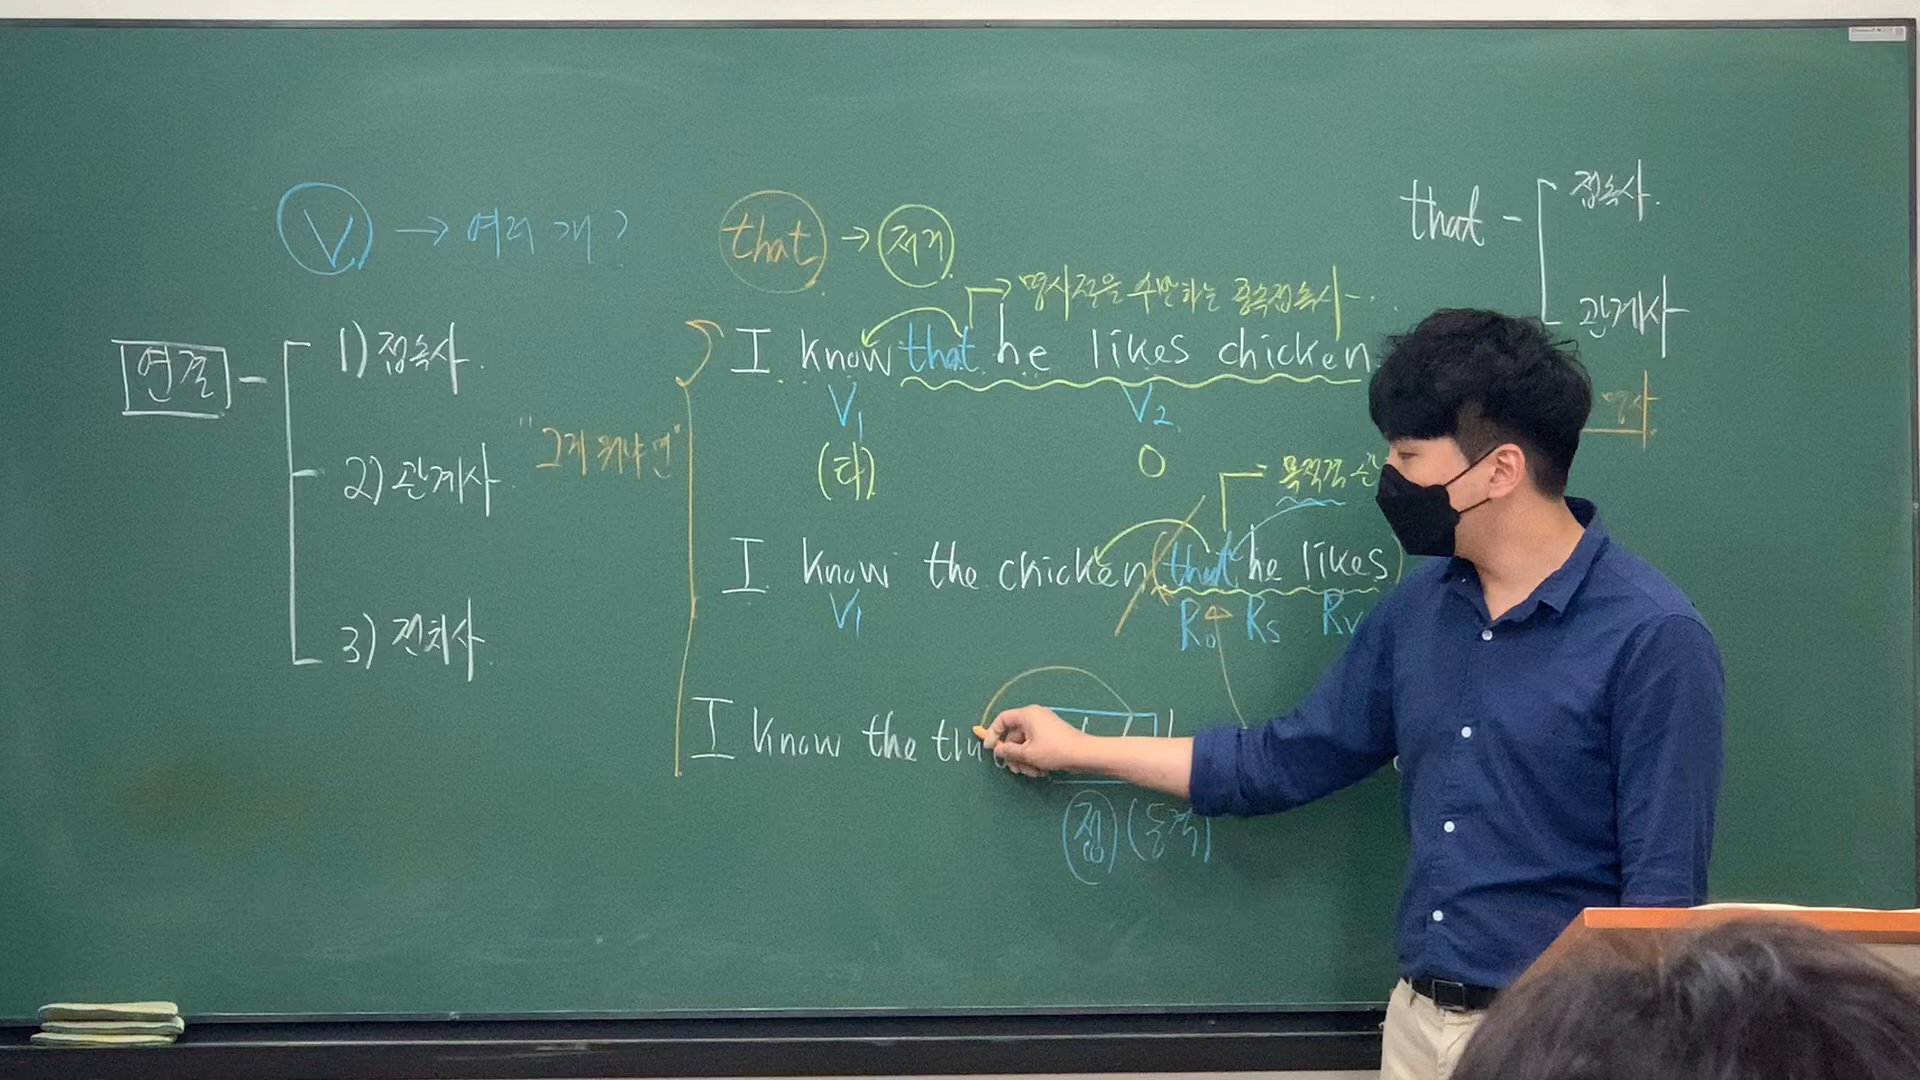 V → 여러 개?
연결
1) 접속사.
2) 관계사.
3) 전치사.
"그게 뭐냐면"
that → 제거
명사절을 수반하는 종속접속사
I know that he likes chicken
V₁ V₂
(타) O
목적격
I know the chicken (that he likes)
V₁ Ro Rs Rv
I know the
접 (동격)
that
접속사.
관계사
명사